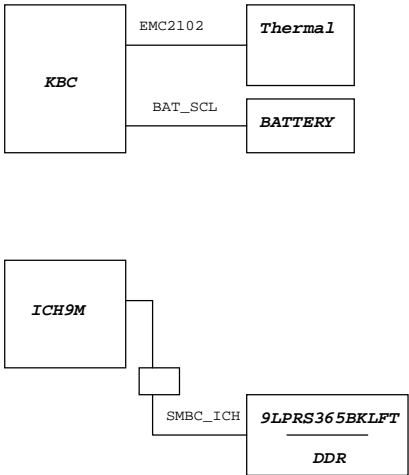 EMC2102
Thermal
KBC
BAT_SCL
BATTERY
ICH9M
SMBC_ICH
9LPRS365BKLFT
DDR